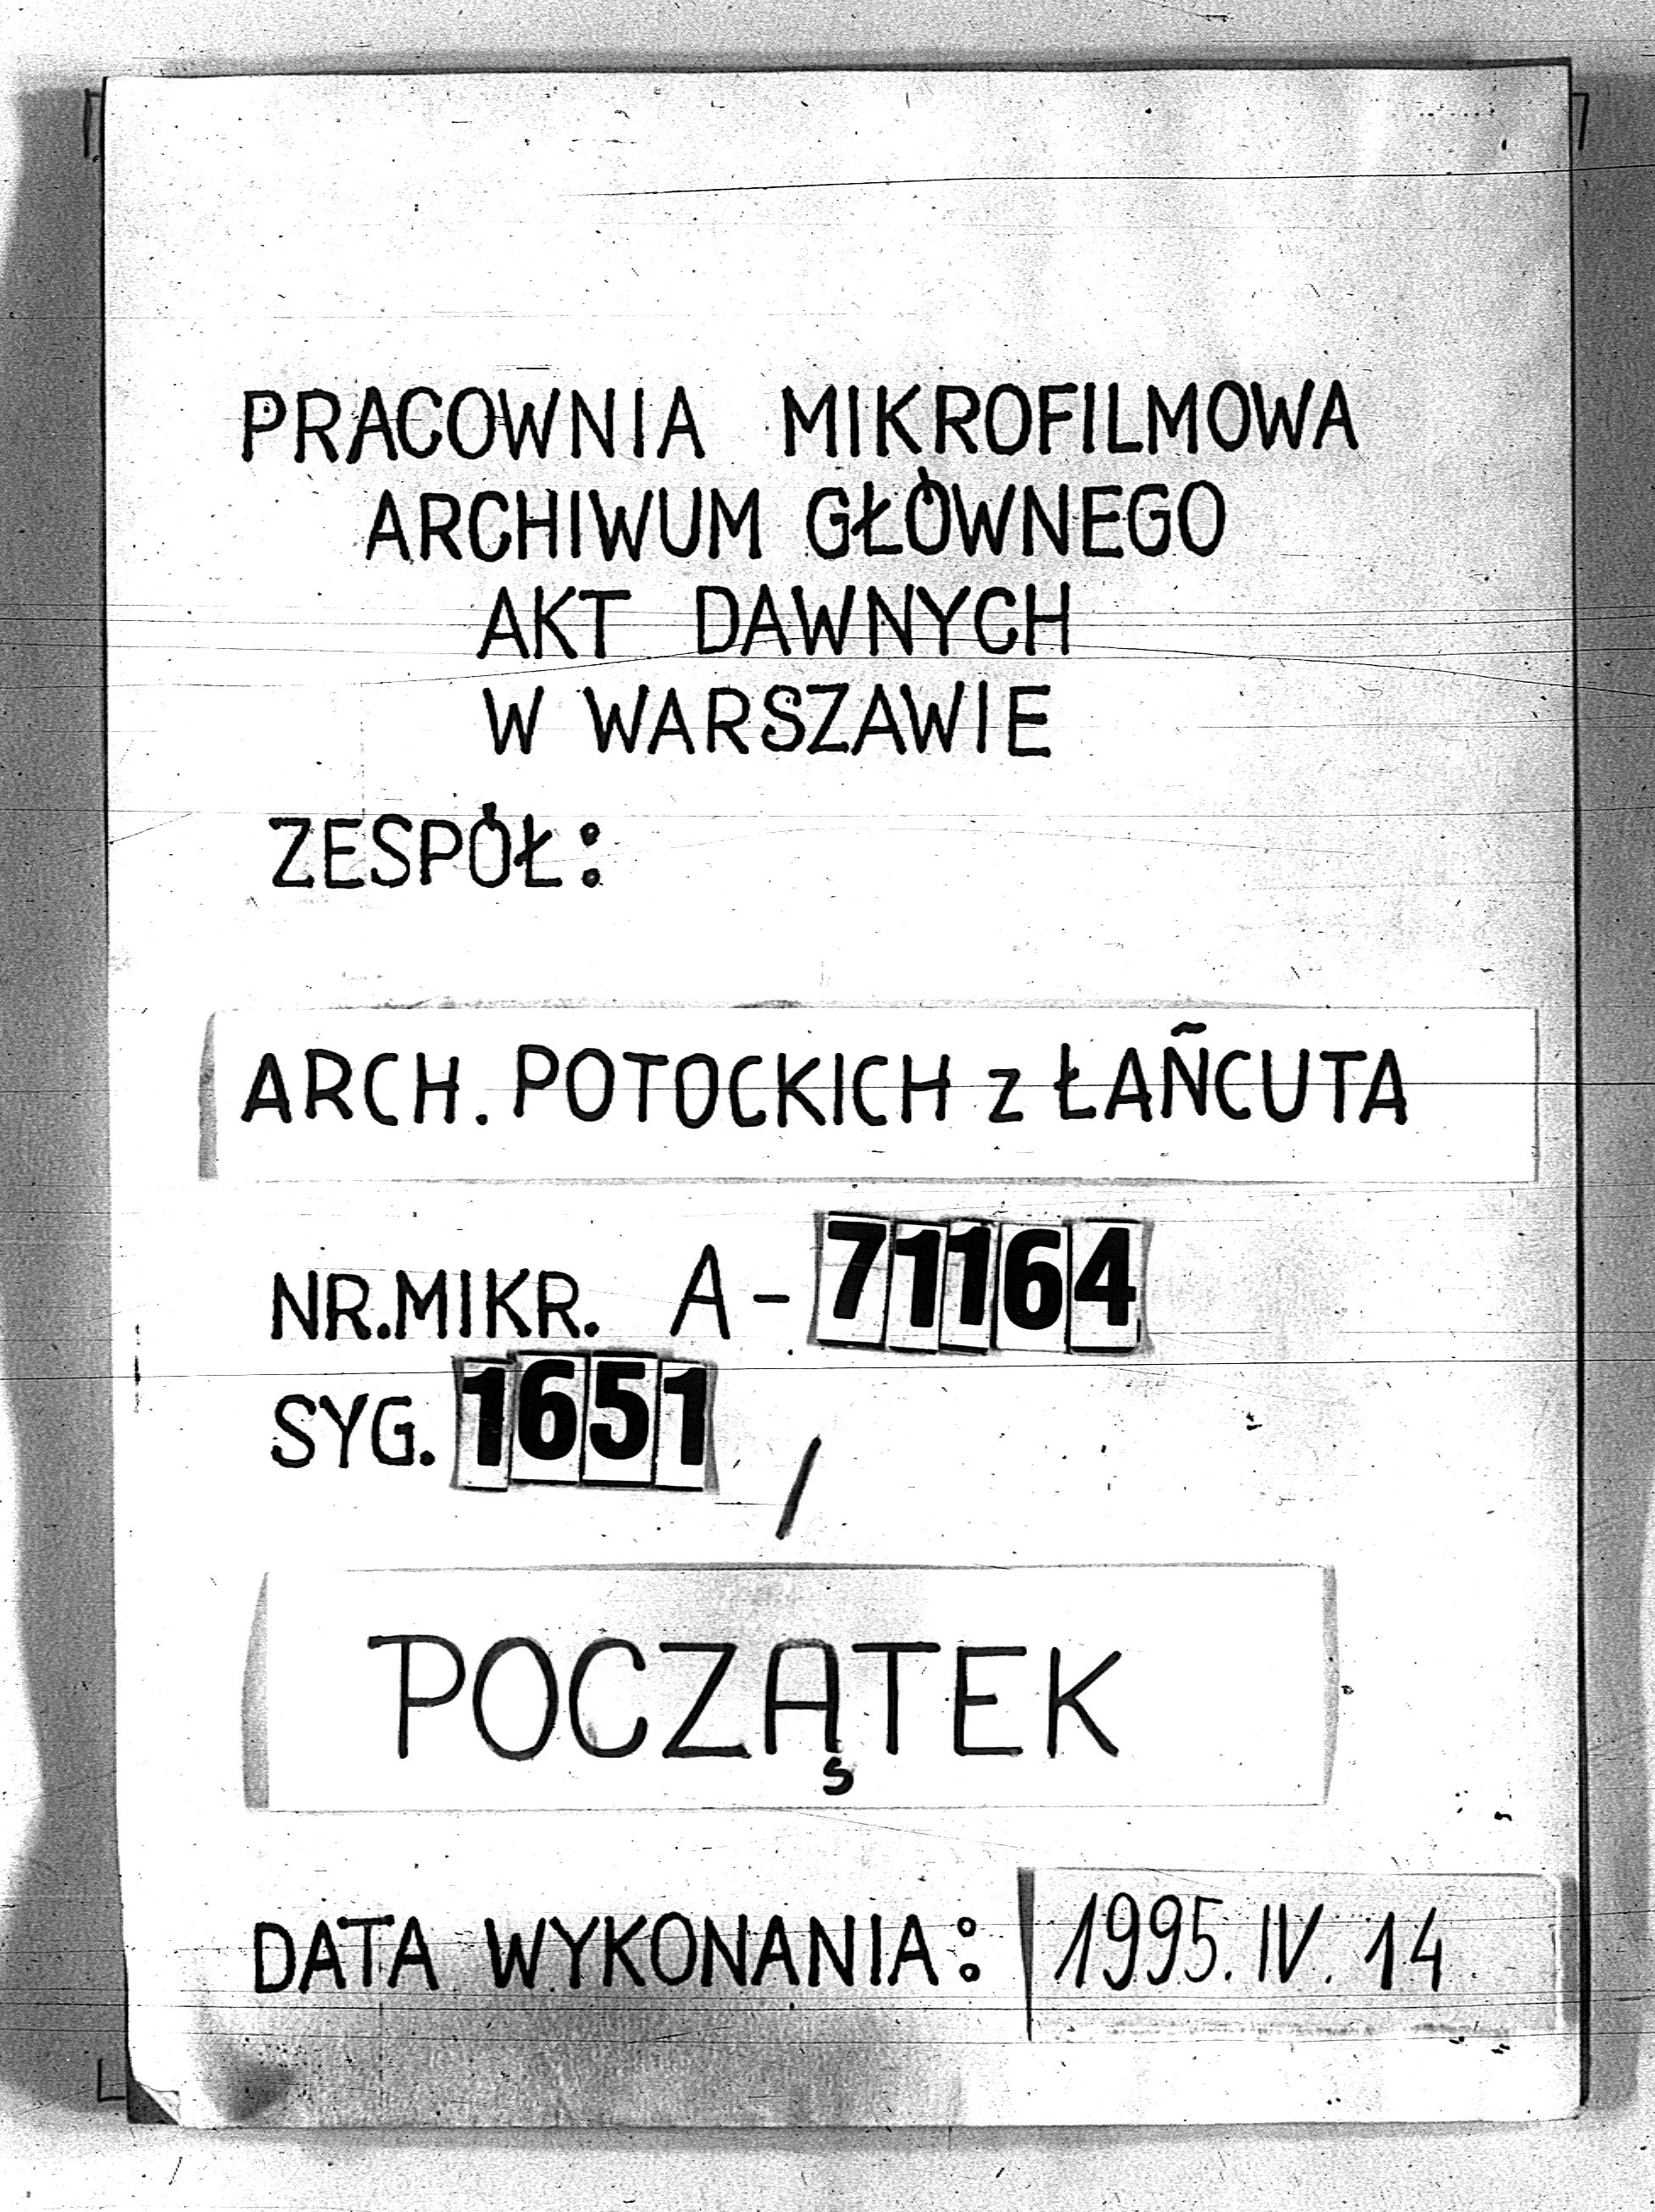 PRACOWNIA MIKROFILMOWA
ARCHIWUM GŁÓWNEGO
AKT DAWNYCH
W WARSZAWIE
ZESPÓŁ:
ARCH. POTOCKICH z ŁAŃCUTA
NR.MIKR. A-71164
SYG. 1651 /
POCZĄTEK
DATA WYKONANIA: 1995.IV.14